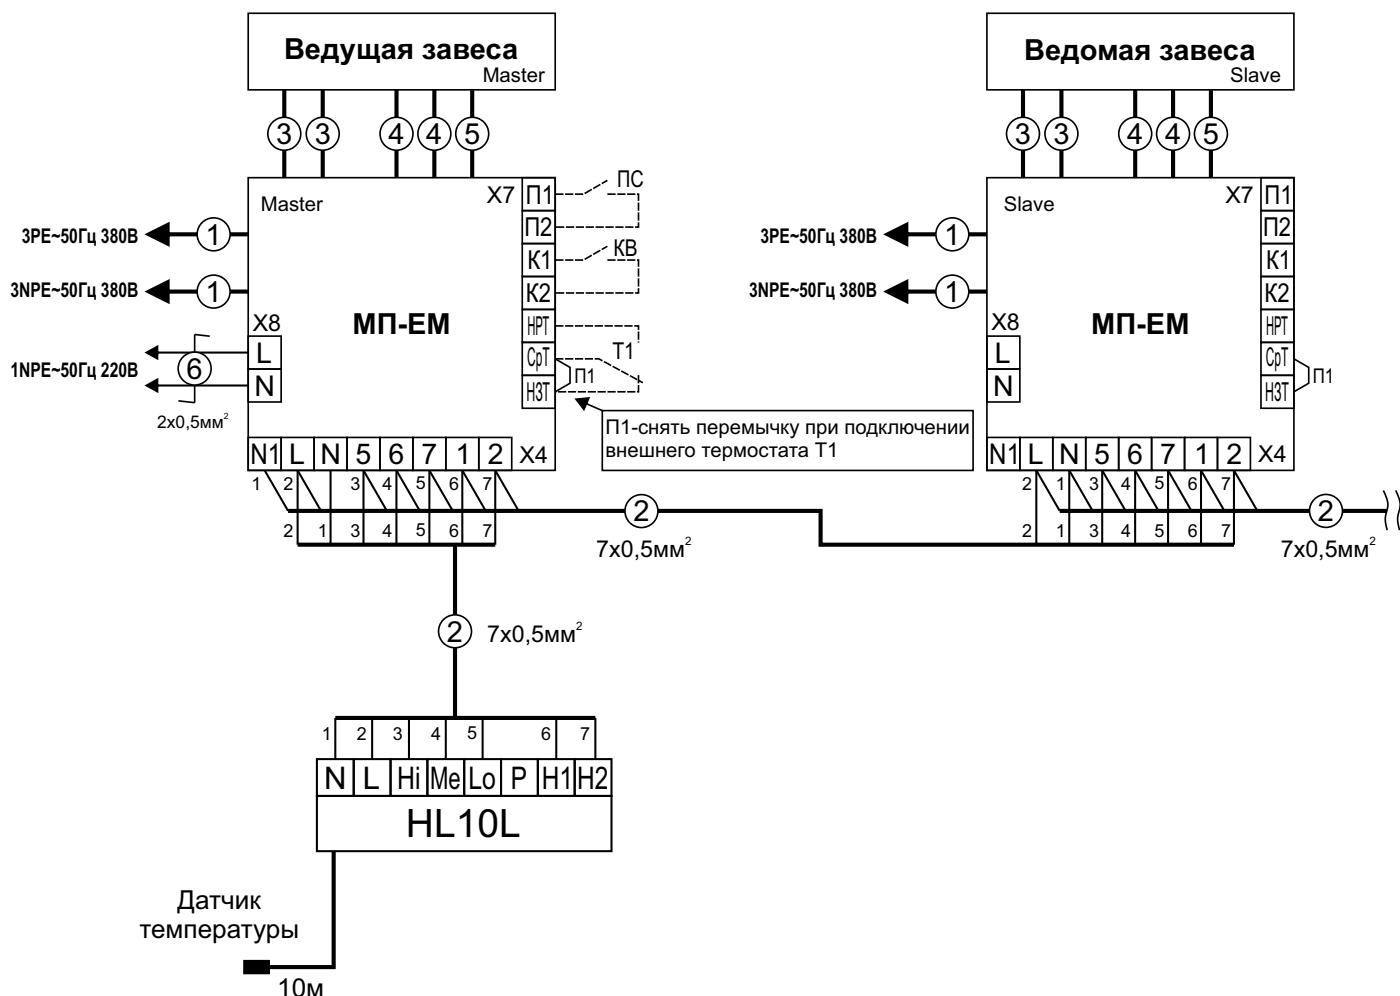 Ведущая завеса
Master
Ведомая завеса
Slave
3 3 4 4 5
3 3 4 4 5
Master
X7
П1
П2
К1
К2
НРТ
СрТ
НЗТ
ПС
КВ
Т1
П1
3PE~50Гц 380В
1
3NPE~50Гц 380В
1
МП-ЕМ
X8
L
N
1NPE~50Гц 220В
6
2х0,5мм²
П1-снять перемычку при подключении
внешнего термостата Т1
N1 L N 5 6 7 1 2 X4
1 2 3 4 5 6 7
2 1 3 4 5 6 7
2
7х0,5мм²
Slave
X7
П1
П2
К1
К2
НРТ
СрТ
НЗТ
П1
3PE~50Гц 380В
1
3NPE~50Гц 380В
1
МП-ЕМ
X8
L
N
N1 L N 5 6 7 1 2 X4
2 1 3 4 5 6 7
2 1 3 4 5 6 7
2
7х0,5мм²
2
7х0,5мм²
1 2 3 4 5 6 7
N L Hi Me Lo P H1 H2
HL10L
Датчик
температуры
10м